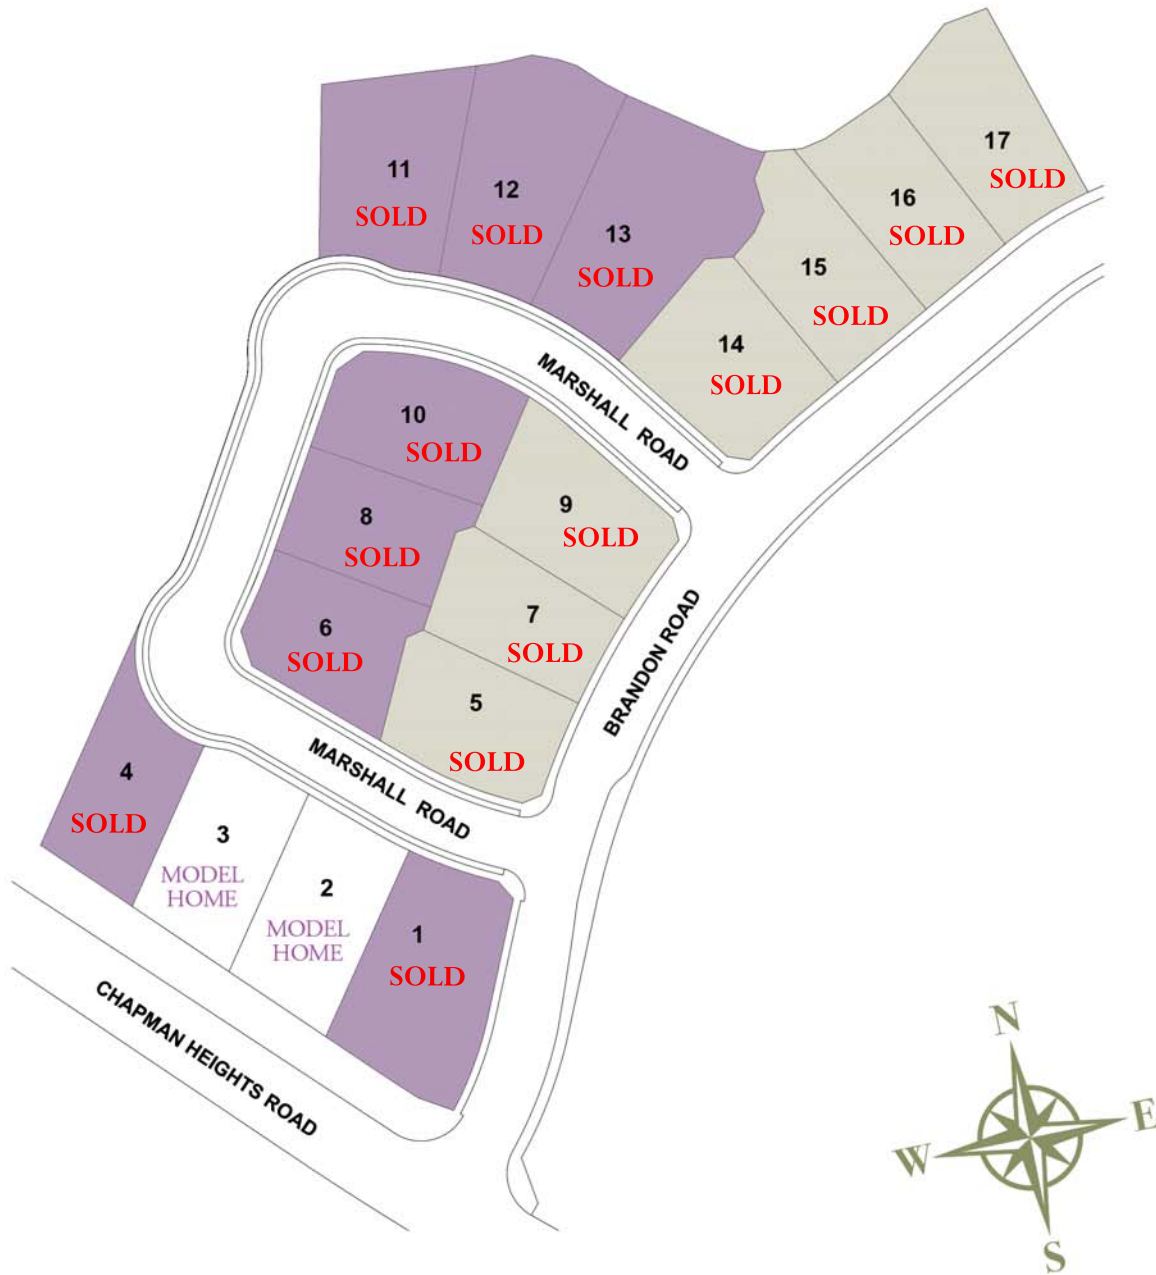 17
SOLD
11
SOLD
12
SOLD
16
SOLD
13
SOLD
15
SOLD
14
SOLD
MARSHALL ROAD
10
SOLD
9
SOLD
8
SOLD
7
SOLD
6
SOLD
BRANDON ROAD
5
SOLD
MARSHALL ROAD
4
SOLD
3
MODEL
HOME
2
MODEL
HOME
1
SOLD
CHAPMAN HEIGHTS ROAD
N
E
W
S